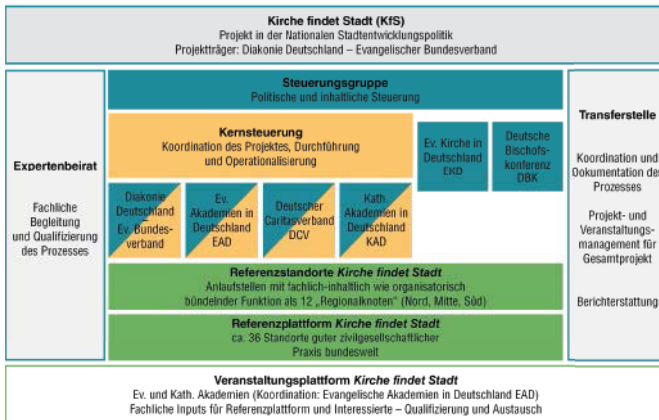 Kirche findet Stadt (KfS)
Projekt in der Nationalen Stadtentwicklungspolitik
Projektträger: Diakonie Deutschland – Evangelischer Bundesverband
Expertenbeirat
Fachliche
Begleitung
und Qualifizierung
des Prozesses
Steuerungsgruppe
Politische und inhaltliche Steuerung
Kernsteuerung
Koordination des Projektes, Durchführung
und Operationalisierung
Diakonie
Deutschland
–
Ev. Bundes-
verband
Ev.
Akademien in
Deutschland
EAD
Deutscher
Caritasverband
DCV
Kath.
Akademien in
Deutschland
KAD
Ev. Kirche in
Deutschland
EKD
Deutsche
Bischofs-
konferenz
DBK
Referenzstandorte Kirche findet Stadt
Anlaufstellen mit fachlich-inhaltlich wie organisatorisch
bündelnder Funktion als 12 „Regionalknoten“ (Nord, Mitte, Süd)
Referenzplattform Kirche findet Stadt
ca. 36 Standorte guter zivilgesellschaftlicher
Praxis bundesweit
Transferstelle
Koordination und
Dokumentation des
Prozesses
Projekt- und
Veranstaltungs-
management für
Gesamtprojekt
Berichterstattung
Veranstaltungsplattform Kirche findet Stadt
Ev. und Kath. Akademien (Koordination: Evangelische Akademien in Deutschland EAD)
Fachliche Inputs für Referenzplattform und Interessierte – Qualifizierung und Austausch